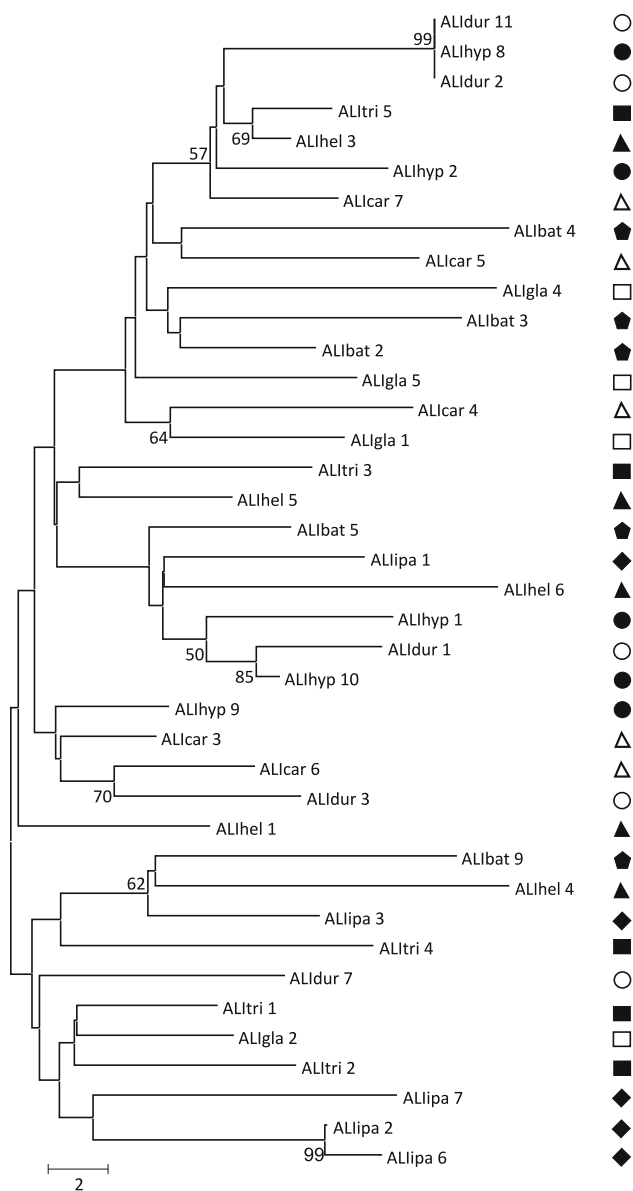 ALIdur 11
99
ALIhyp 8
ALIdur 2
ALItri 5
69
ALIhel 3
57
ALIhyp 2
ALIcar 7
ALIbat 4
ALIcar 5
ALIgla 4
ALIbat 3
ALIbat 2
ALIgla 5
ALIcar 4
64
ALIgla 1
ALItri 3
ALIhel 5
ALIbat 5
ALIipa 1
ALIhel 6
ALIhyp 1
50
ALIdur 1
85
ALIhyp 10
ALIhyp 9
ALIcar 3
ALIcar 6
70
ALIdur 3
ALIhel 1
ALIbat 9
62
ALIhel 4
ALIipa 3
ALItri 4
ALIdur 7
ALItri 1
ALIgla 2
ALItri 2
ALIipa 7
ALIipa 2
99
ALIipa 6
2